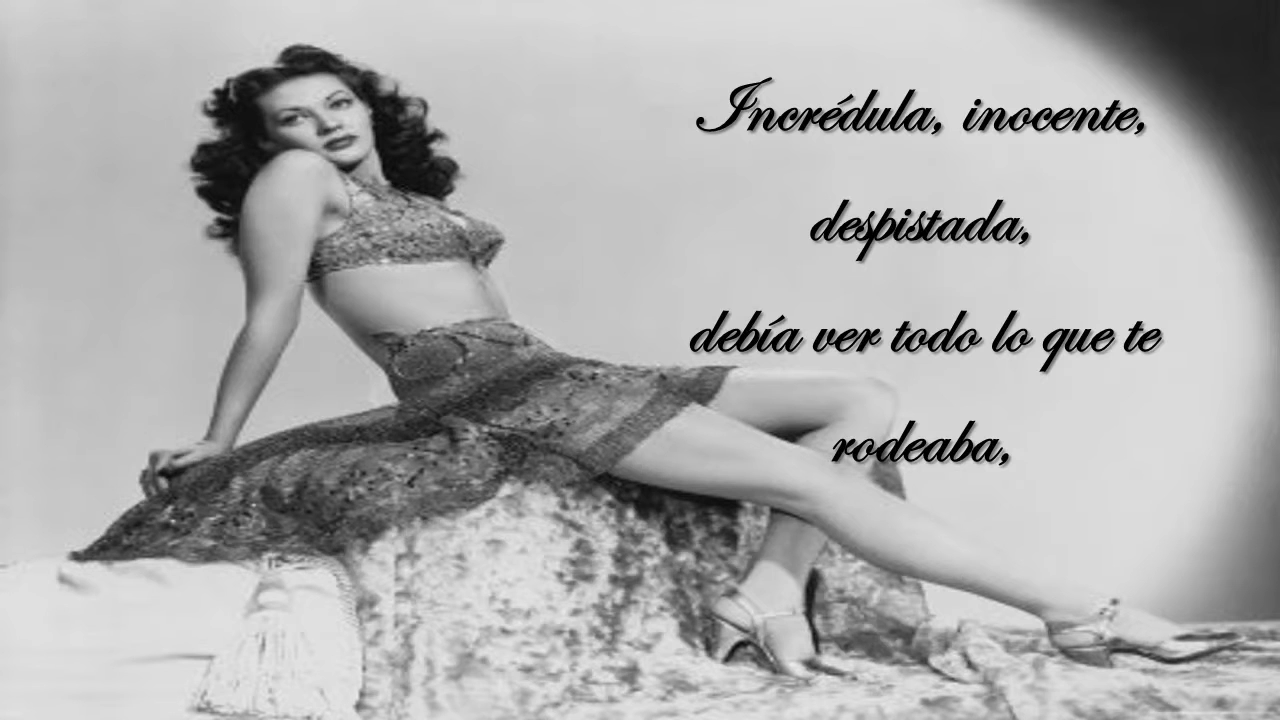 Incrédula, inocente,
despistada,
debía ver todo lo que te
rodeaba,